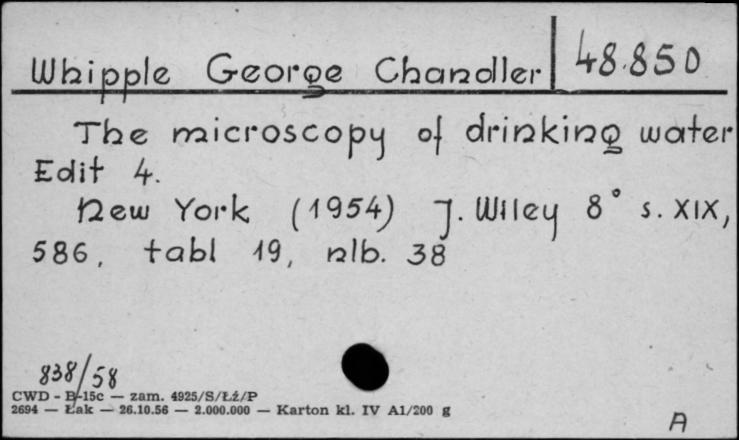 Whipple George Chandler 48.850
The microscopy of drinking water
Edit 4.
New York (1954) J. Wiley 8° s. XIX,
586, tabl 19, nlb. 38
838/58
CWD - B-15c — zam. 4925/S/Łż/P
2694 — Łak — 26.10.56 — 2.000.000 — Karton kl. IV A1/200 g
A